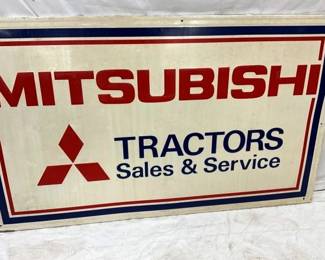 MITSUBISHI
TRACTORS
Sales & Service